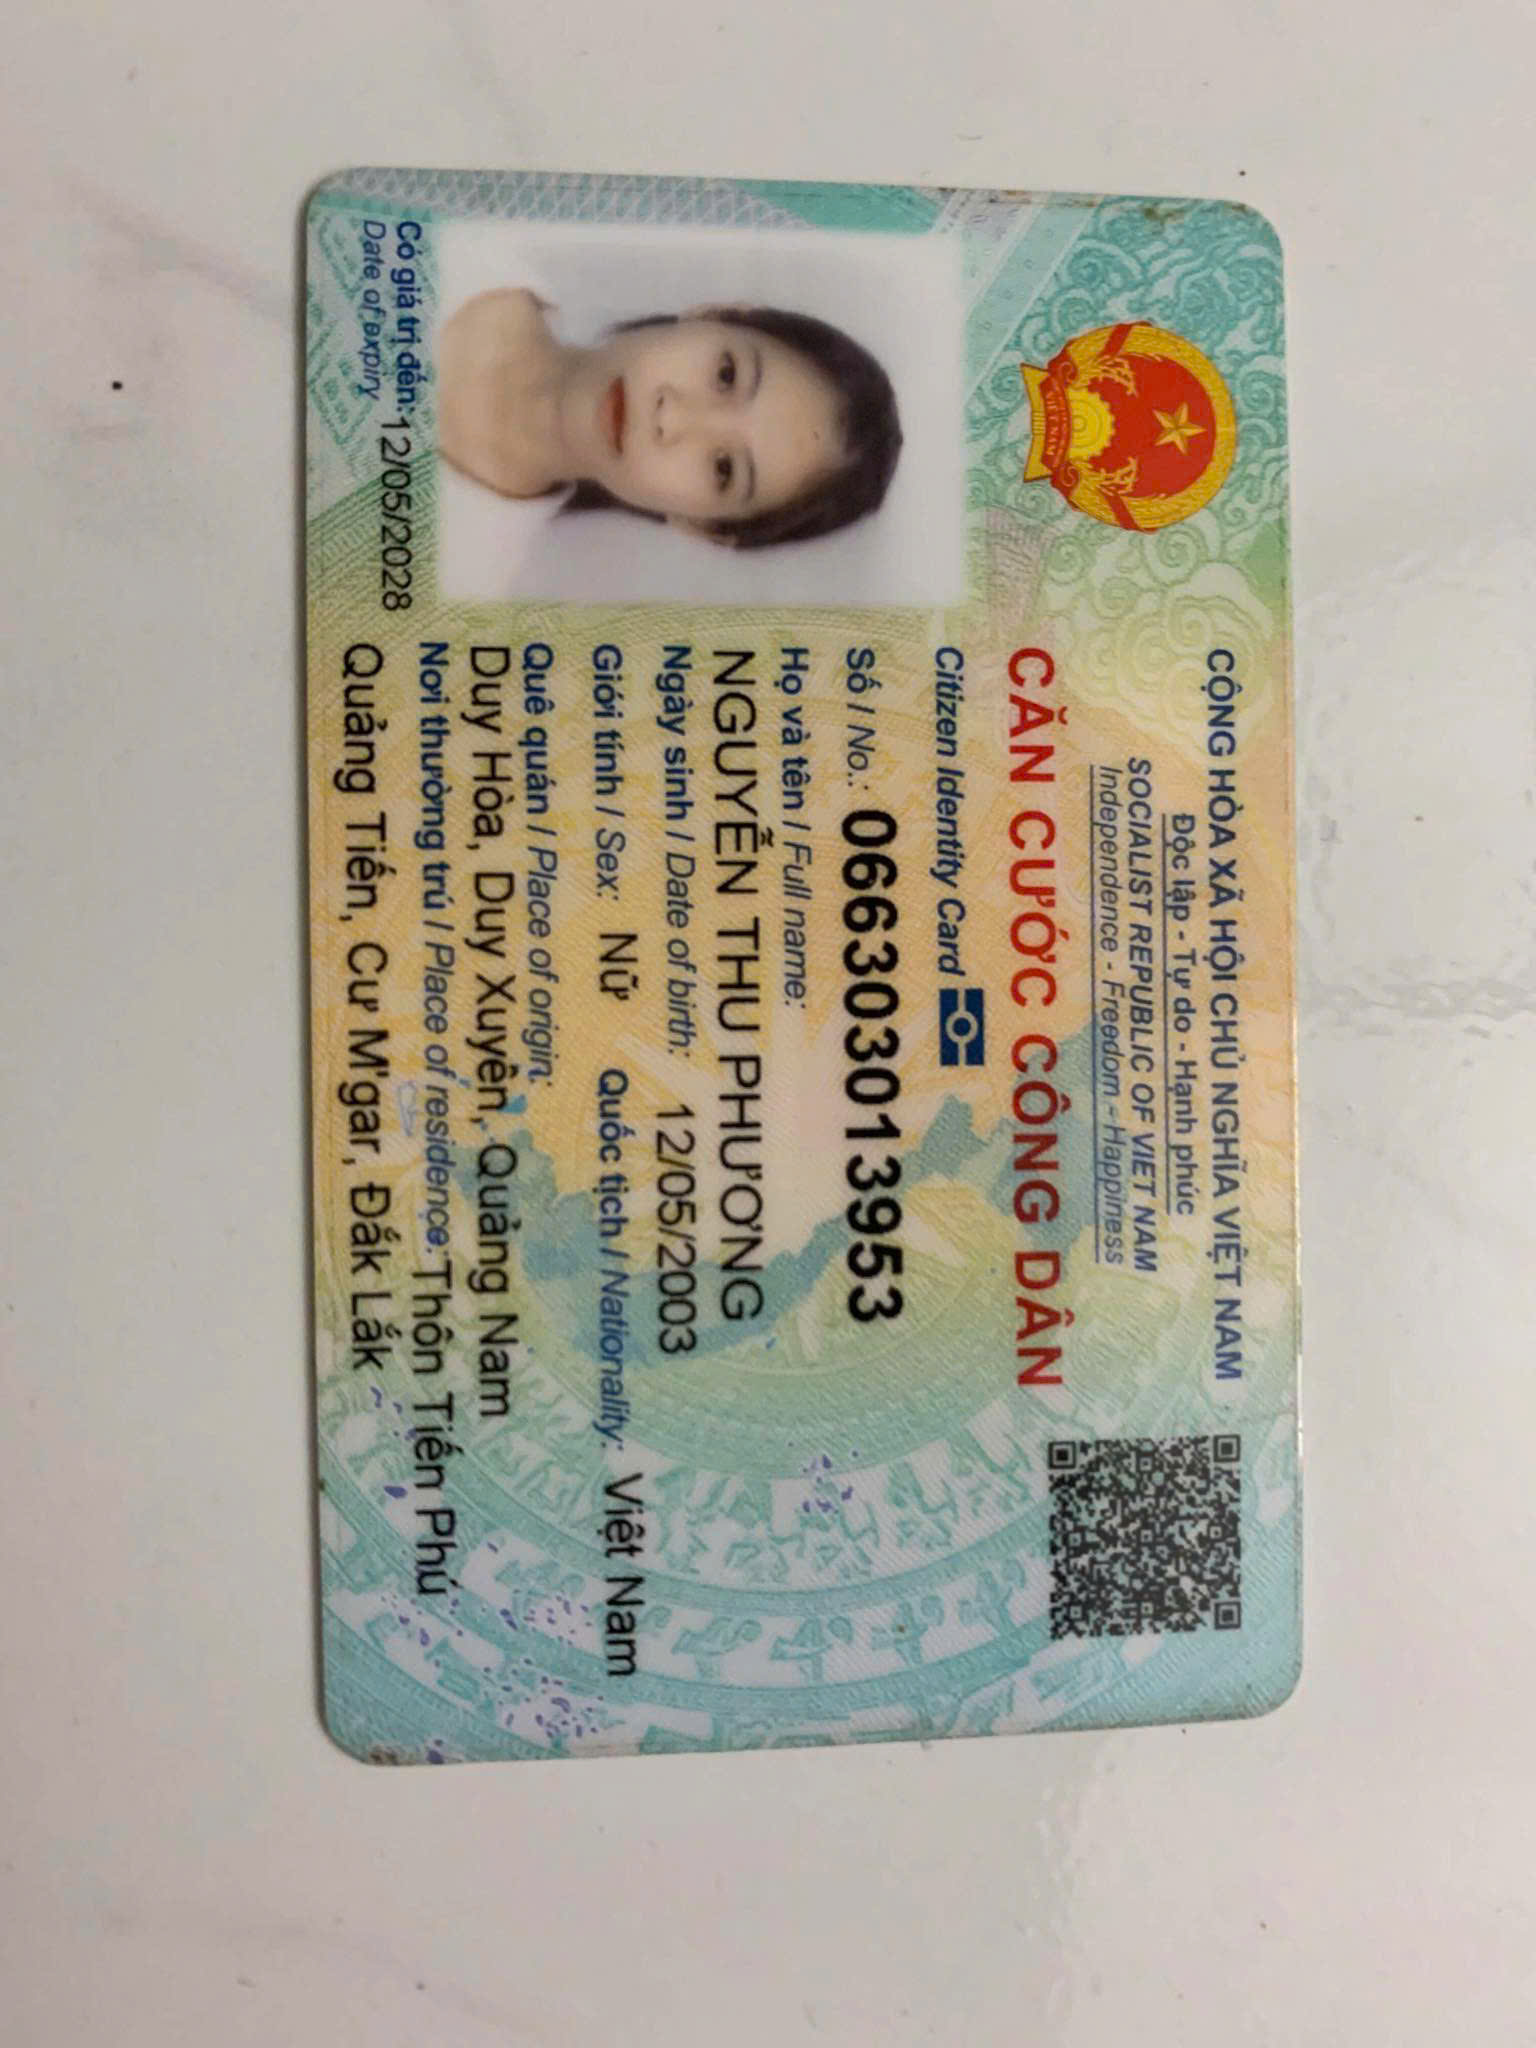 CỘNG HÒA XÃ HỘI CHỦ NGHĨA VIỆT NAM
Độc lập - Tự do - Hạnh phúc
SOCIALIST REPUBLIC OF VIET NAM
Independence - Freedom - Happiness
CĂN CƯỚC CÔNG DÂN
Citizen Identity Card
Số / No.: 066303013953
Họ và tên / Full name:
NGUYỄN THU PHƯƠNG
Ngày sinh / Date of birth: 12/05/2003
Giới tính / Sex: Nữ Quốc tịch / Nationality: Việt Nam
Quê quán / Place of origin:
Duy Hòa, Duy Xuyên, Quảng Nam
Nơi thường trú / Place of residence: Thôn Tiến Phú
Quảng Tiến, Cư M'gar, Đắk Lắk
Có giá trị đến: 12/05/2028
Date of expiry